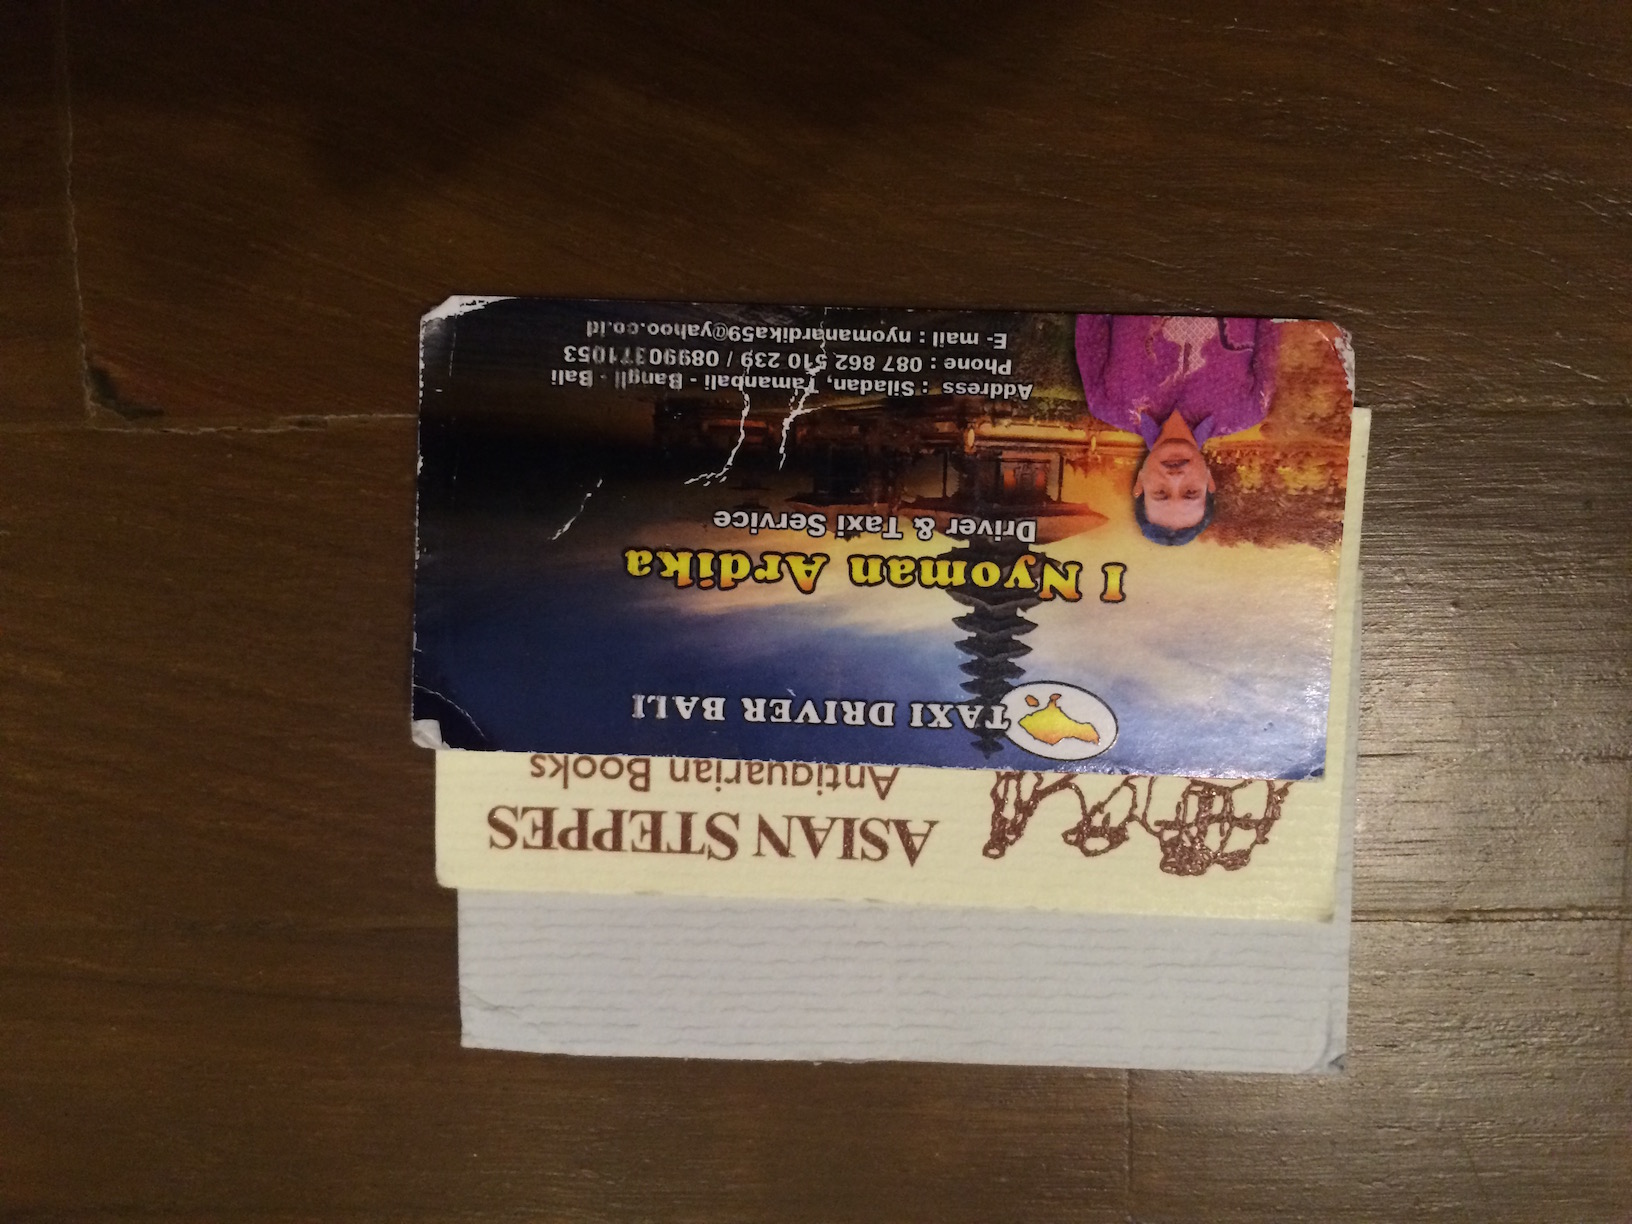 TAXI DRIVER BALI
I Nyoman Ardika
Driver & Taxi Service
Address : Siladan, Tamanbali - Bangli - Bali
Phone : 087 862 510 239 / 08990371053
E- mail : nyomanardika59@yahoo.co.id
ASIAN STEPPES
Antiquarian Books